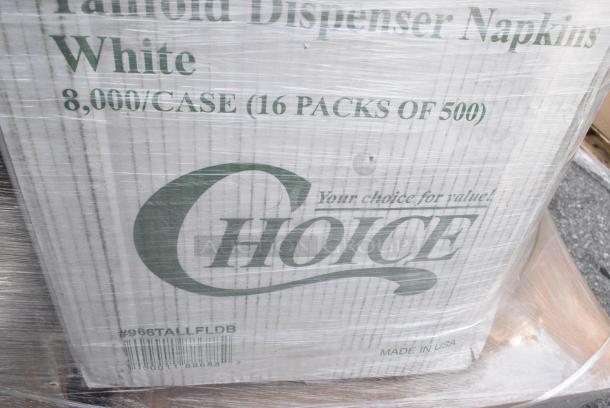 Tallfold Dispenser Napkins
White
8,000/CASE (16 PACKS OF 500)
Your choice for value!
CHOICE
#966TALLFLDB
MADE IN USA